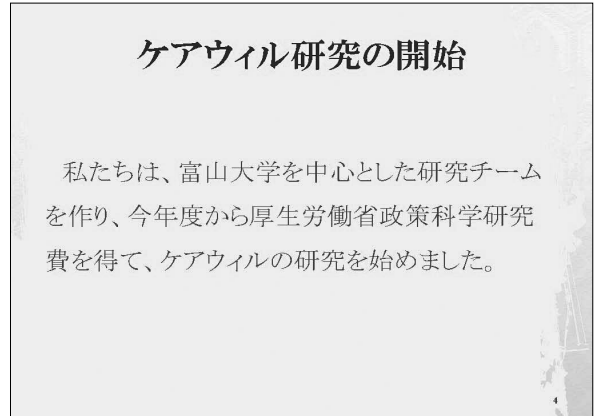 ケアウィル研究の開始
私たちは、富山大学を中心とした研究チーム
を作り、今年度から厚生労働省政策科学研究
費を得て、ケアウィルの研究を始めました。
4